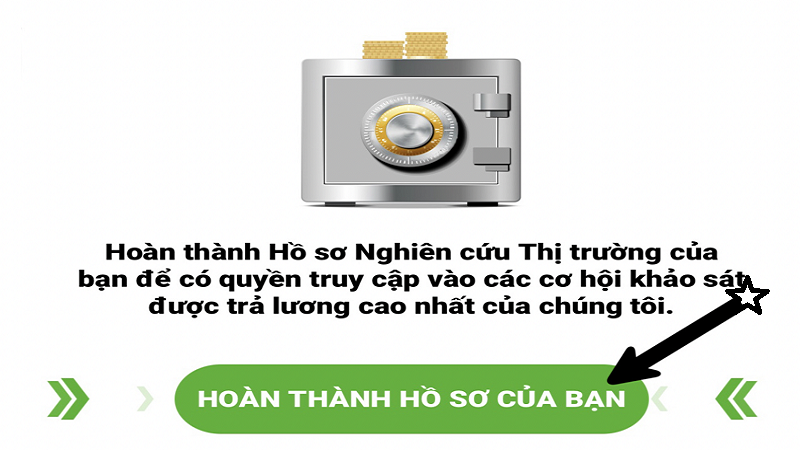 Hoàn thành Hồ sơ Nghiên cứu Thị trường của
bạn để có quyền truy cập vào các cơ hội khảo sát
được trả lương cao nhất của chúng tôi.
HOÀN THÀNH HỒ SƠ CỦA BẠN